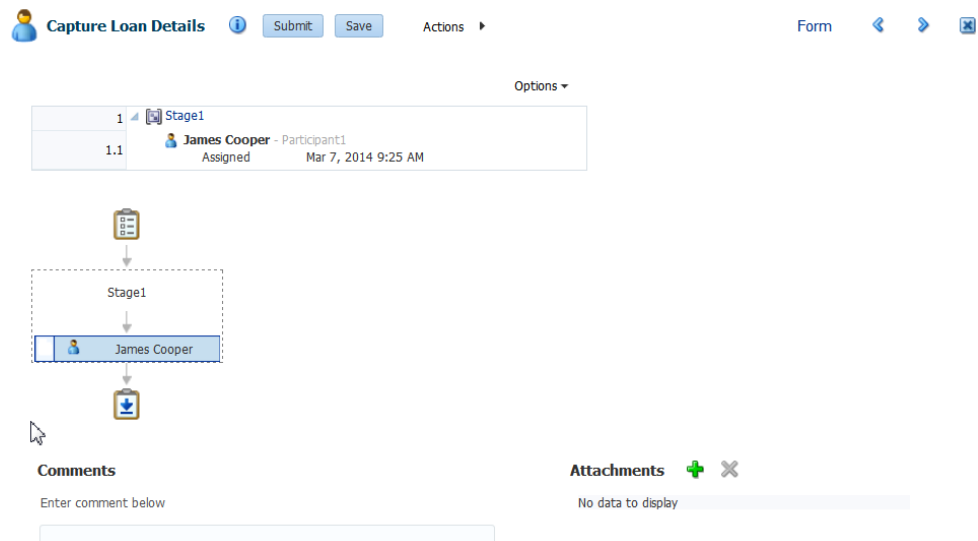 Capture Loan Details Submit Save Actions Form
Options
1 Stage1
James Cooper - Participant1
1.1
Assigned Mar 7, 2014 9:25 AM
Stage1
James Cooper
Comments Attachments
Enter comment below No data to display